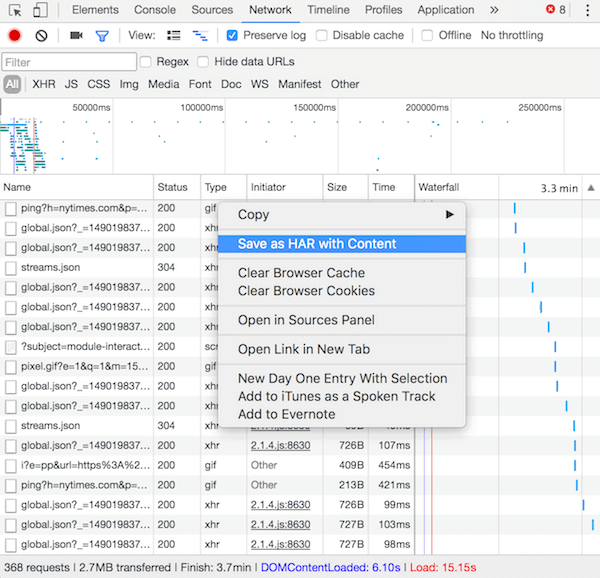 Elements Console Sources Network Timeline Profiles Application » 8
View: Preserve log Disable cache Offline No throttling
Filter Regex Hide data URLs
All XHR JS CSS Img Media Font Doc WS Manifest Other
50000ms 100000ms 150000ms 200000ms 250000ms
Name Status Type Initiator Size Time Waterfall 3.3 min
ping?h=nytimes.com&p=... 200 gif
global.json?_=149019837... 200 xhr
global.json?_=149019837... 200 xhr
streams.json 304 xhr
global.json?_=149019837... 200 xhr
global.json?_=149019837... 200 xhr
global.json?_=149019837... 200 xhr
?subject=module-interact... 200
pixel.gif?e=1&q=1&m=15... 200 gif
global.json?_=149019837... 200 xhr
global.json?_=149019837... 200 xhr
streams.json 304 xhr
global.json?_=149019837... 200 xhr 2.1.4.js:8630 726B 107ms
i?e=pp&url=https%3A%2... 200 gif Other 409B 454ms
ping?h=nytimes.com&p=... 200 gif Other 213B 421ms
global.json?_=149019837... 200 xhr 2.1.4.js:8630 726B 99ms
global.json?_=149019837... 200 xhr 2.1.4.js:8630 727B 103ms
global.json?_=149019837... 200 xhr 2.1.4.js:8630 727B 98ms
Copy
Save as HAR with Content
Clear Browser Cache
Clear Browser Cookies
Open in Sources Panel
Open Link in New Tab
New Day One Entry With Selection
Add to iTunes as a Spoken Track
Add to Evernote
368 requests | 2.7MB transferred | Finish: 3.7min | DOMContentLoaded: 6.10s | Load: 15.15s